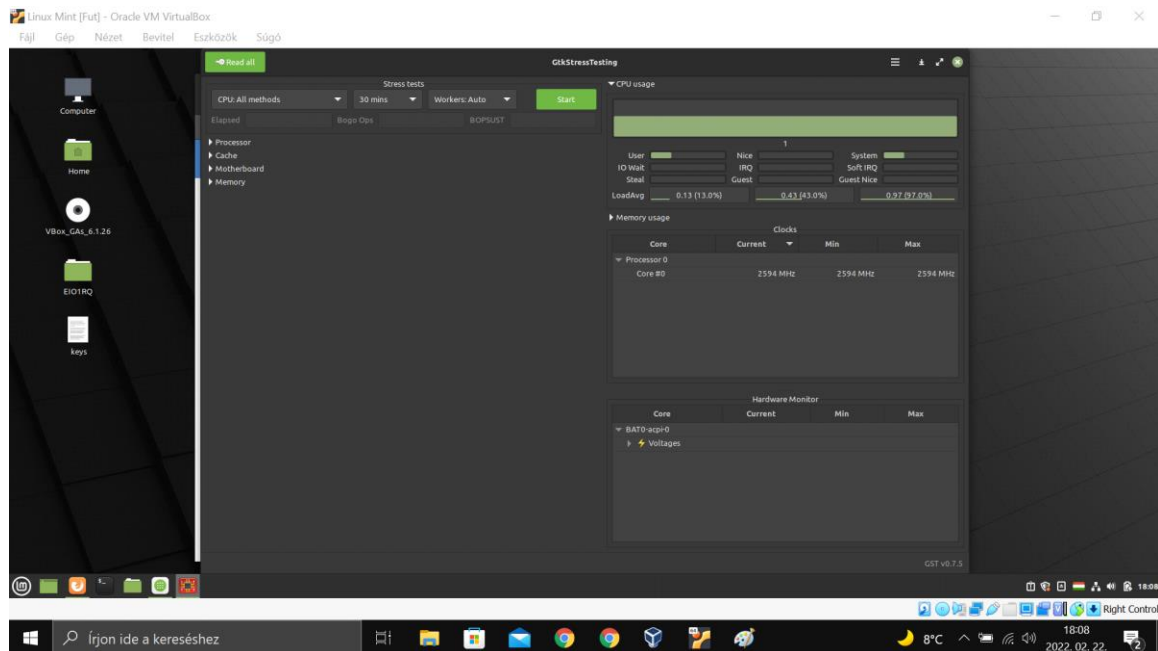 Linux Mint [Fut] - Oracle VM VirtualBox
Fájl Gép Nézet Bevitel Eszközök Súgó
Read all GtkStressTesting
Computer
Home
VBox_GAs_6.1.26
EIO1RQ
keys
Stress tests
CPU: All methods 30 mins Workers: Auto Start
Elapsed Bogo Ops BOPSUST
Processor
Cache
Motherboard
Memory
CPU usage
1
User Nice System
IO Wait IRQ Soft IRQ
Steal Guest Guest Nice
LoadAvg 0.13 (13.0%) 0.43 (43.0%) 0.97 (97.0%)
Memory usage
Clocks
Core Current Min Max
Processor 0
Core #0 2594 MHz 2594 MHz 2594 MHz
Hardware Monitor
Core Current Min Max
BAT0-acpi-0
Voltages
GST v0.7.5
18:08
Right Control
Írjon ide a kereséshez
8°C
18:08
2022. 02. 22.
2